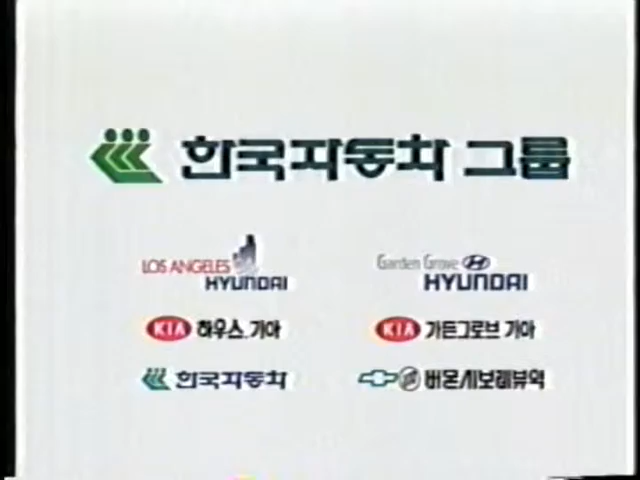 한국자동차 그룹
LOS ANGELES
HYUNDAI
Garden Grove
HYUNDAI
KIA 하우스.기아
KIA 가든그로브 기아
한국자동차
버몬/시보레뷰익